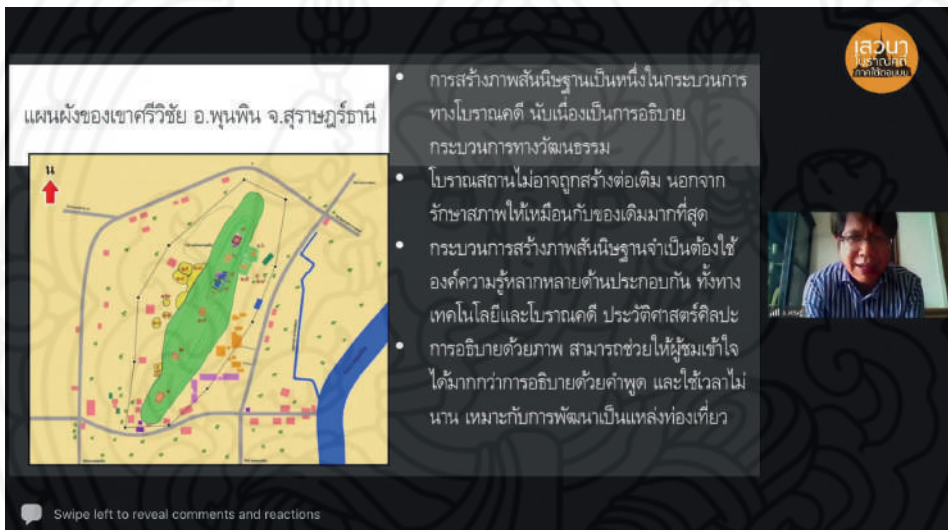 เสวนา
โบราณคดี
ภาคใต้ตอนบน
แผนผังของเขาศรีวิชัย อ.พุนพิน จ.สุราษฎร์ธานี
น
• การสร้างภาพสันนิษฐานเป็นหนึ่งในกระบวนการ
ทางโบราณคดี นับเนื่องเป็นการอธิบาย
กระบวนการทางวัฒนธรรม
• โบราณสถานไม่อาจถูกสร้างต่อเติม นอกจาก
รักษาสภาพให้เหมือนกับของเดิมมากที่สุด
• กระบวนการสร้างภาพสันนิษฐานจำเป็นต้องใช้
องค์ความรู้หลากหลายด้านประกอบกัน ทั้งทาง
เทคโนโลยีและโบราณคดี ประวัติศาสตร์ศิลปะ
• การอธิบายด้วยภาพ สามารถช่วยให้ผู้ชมเข้าใจ
ได้มากกว่าการอธิบายด้วยคำพูด และใช้เวลาไม่
นาน เหมาะกับการพัฒนาเป็นแหล่งท่องเที่ยว
Swipe left to reveal comments and reactions